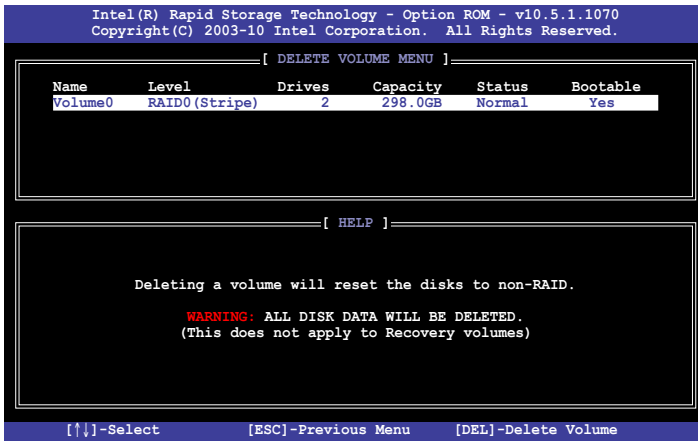 Intel(R) Rapid Storage Technology - Option ROM - v10.5.1.1070
Copyright(C) 2003-10 Intel Corporation. All Rights Reserved.
[ DELETE VOLUME MENU ]
Name Level Drives Capacity Status Bootable
Volume0 RAID0(Stripe) 2 298.0GB Normal Yes
[ HELP ]
Deleting a volume will reset the disks to non-RAID.
WARNING: ALL DISK DATA WILL BE DELETED.
(This does not apply to Recovery volumes)
[↑↓]-Select [ESC]-Previous Menu [DEL]-Delete Volume